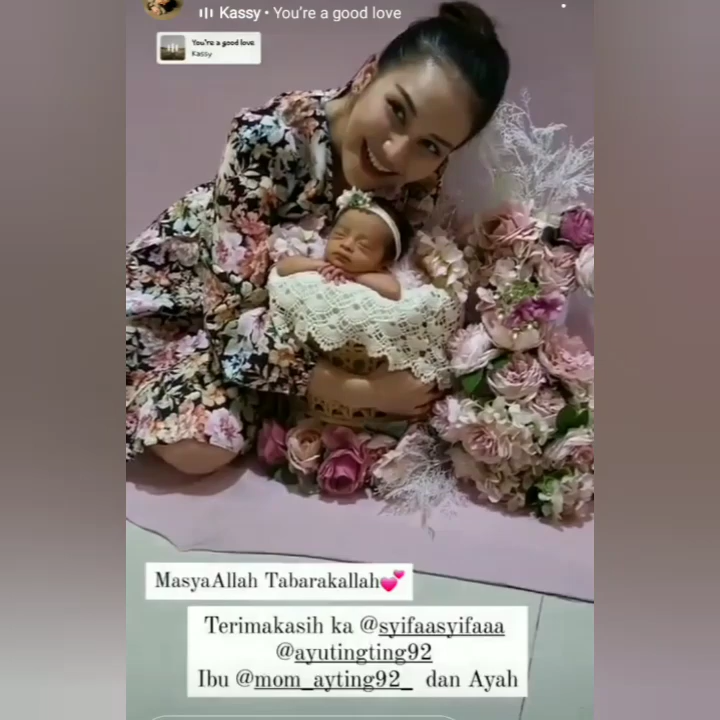 Kassy • You're a good love
You're a good love
Kassy
MasyaAllah Tabarakallah💕
Terimakasih ka @syifaasyifaaa
@ayutingting92
Ibu @mom_ayting92_ dan Ayah